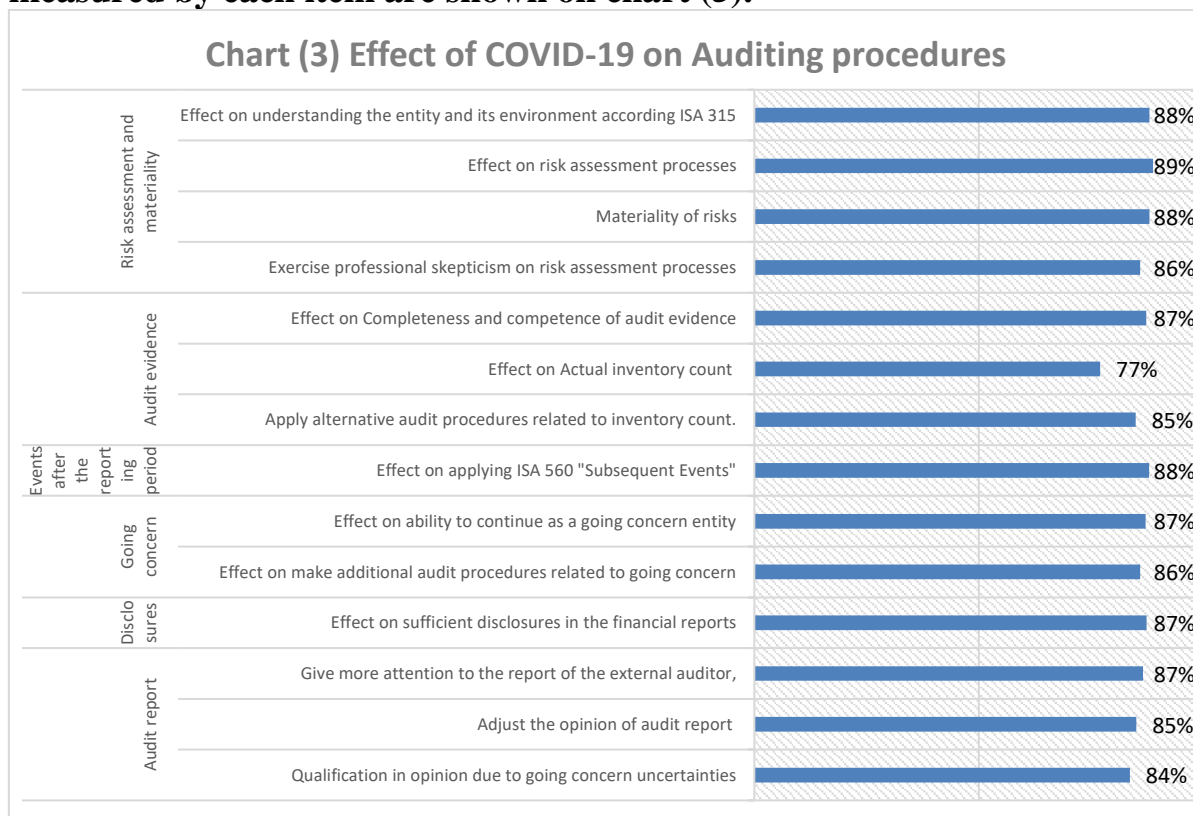 measured by each item are shown on chart (3).
Chart (3) Effect of COVID-19 on Auditing procedures
Risk assessment and
materiality
Effect on understanding the entity and its environment according ISA 315
88%
Effect on risk assessment processes
89%
Materiality of risks
88%
Exercise professional skepticism on risk assessment processes
86%
Audit evidence
Effect on Completeness and competence of audit evidence
87%
Effect on Actual inventory count
77%
Apply alternative audit procedures related to inventory count.
85%
Events
after
the
report
ing
period
Effect on applying ISA 560 "Subsequent Events"
88%
Going
concern
Effect on ability to continue as a going concern entity
87%
Effect on make additional audit procedures related to going concern
86%
Disclo
sures
Effect on sufficient disclosures in the financial reports
87%
Audit report
Give more attention to the report of the external auditor,
87%
Adjust the opinion of audit report
85%
Qualification in opinion due to going concern uncertainties
84%